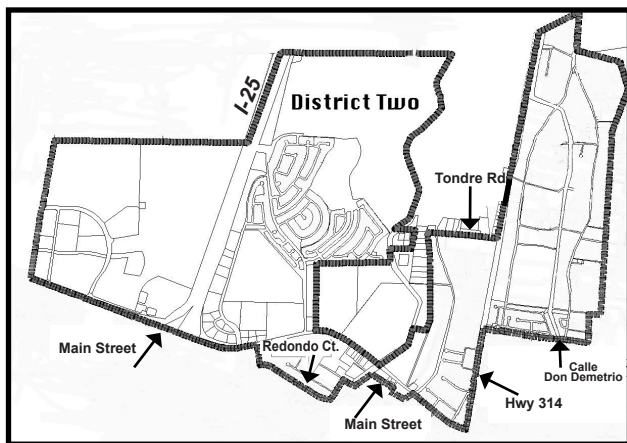 I-25
District Two
Tondre Rd
Main Street
Redondo Ct.
Main Street
Calle
Don Demetrio
Hwy 314